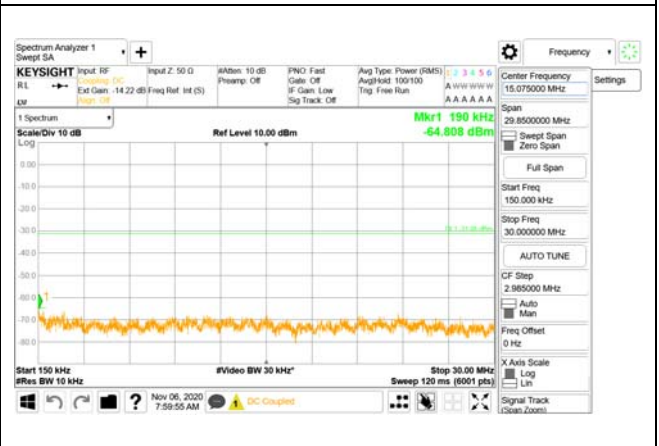 Spectrum Analyzer 1
Swept SA
+
Frequency
KEYSIGHT
Input: RF
Coupling: DC
Ext Gain: -14.22 dB
Align: Off
Input Z: 50 Ω
Freq Ref: Int (S)
#Atten: 10 dB
Preamp: Off
PNO: Fast
Gate: Off
IF Gain: Low
Sig Track: Off
Avg Type: Power (RMS)
Avg|Hold: 100/100
Trig: Free Run
1 2 3 4 5 6
A W W W W W
A A A A A A
RL
1 Spectrum
Scale/Div 10 dB
Ref Level 10.00 dBm
Mkr1 190 kHz
-64.808 dBm
Log
0.00
-10.0
-20.0
-30.0
-40.0
-50.0
-60.0
-70.0
-80.0
1
Start 150 kHz
#Res BW 10 kHz
#Video BW 30 kHz*
Stop 30.00 MHz
Sweep 120 ms (6001 pts)
Nov 06, 2020
7:59:55 AM
DC Coupled
Center Frequency
15.075000 MHz
Settings
Span
29.8500000 MHz
Swept Span
Zero Span
Full Span
Start Freq
150.000 kHz
Stop Freq
30.000000 MHz
AUTO TUNE
CF Step
2.985000 MHz
Auto
Man
Freq Offset
0 Hz
X Axis Scale
Log
Lin
Signal Track
(Span Zoom)